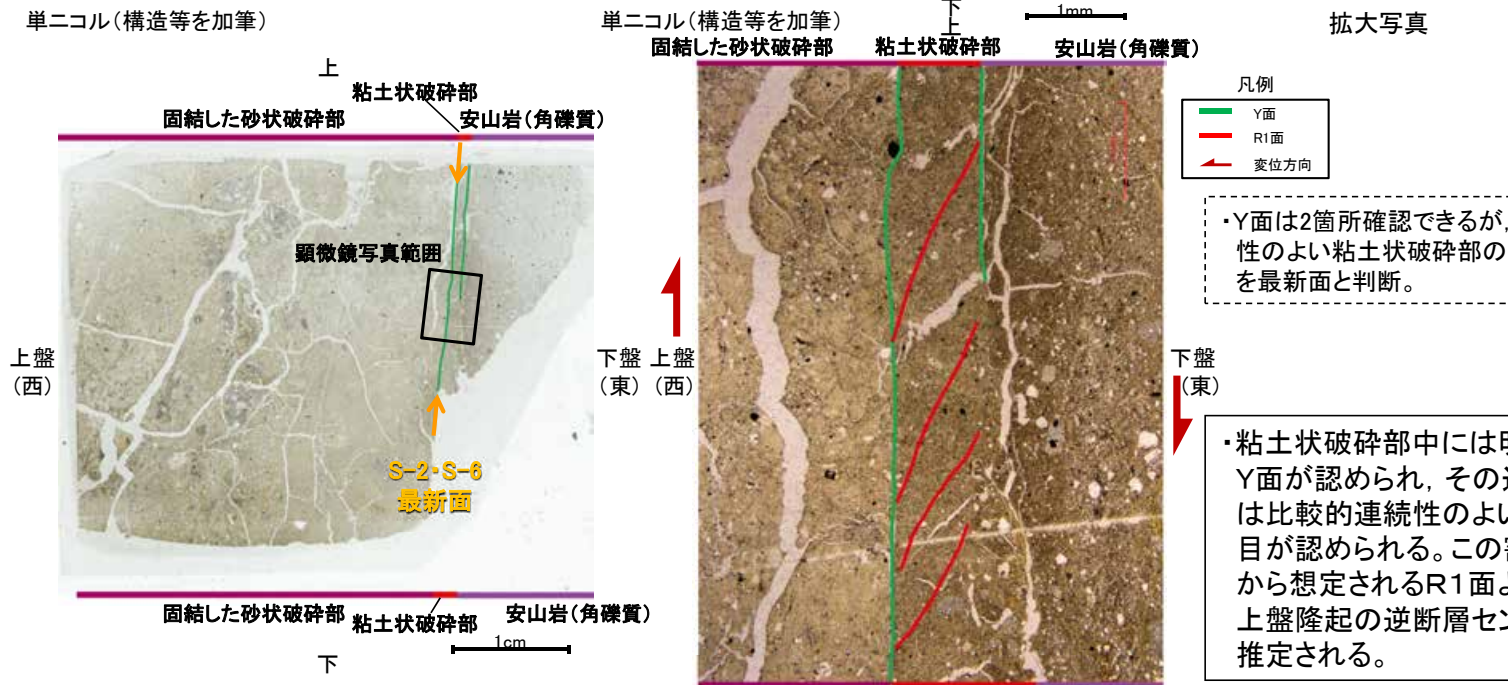 単ニコル(構造等を加筆)
上
粘土状破砕部
固結した砂状破砕部
安山岩(角礫質)
顕微鏡写真範囲
上盤
(西)
下盤
(東)
S-2・S-6
最新面
固結した砂状破砕部
粘土状破砕部
安山岩(角礫質)
1cm
下
単ニコル(構造等を加筆)
下
上
1mm
固結した砂状破砕部
粘土状破砕部
安山岩(角礫質)
上盤
(西)
下盤
(東)
拡大写真
凡例
Y面
R1面
変位方向
・Y面は2箇所確認できるが,
性のよい粘土状破砕部の
を最新面と判断。
・粘土状破砕部中には
Y面が認められ, その
は比較的連続性のよい
目が認められる。この
から想定されるR1面
上盤隆起の逆断層セン
推定される。